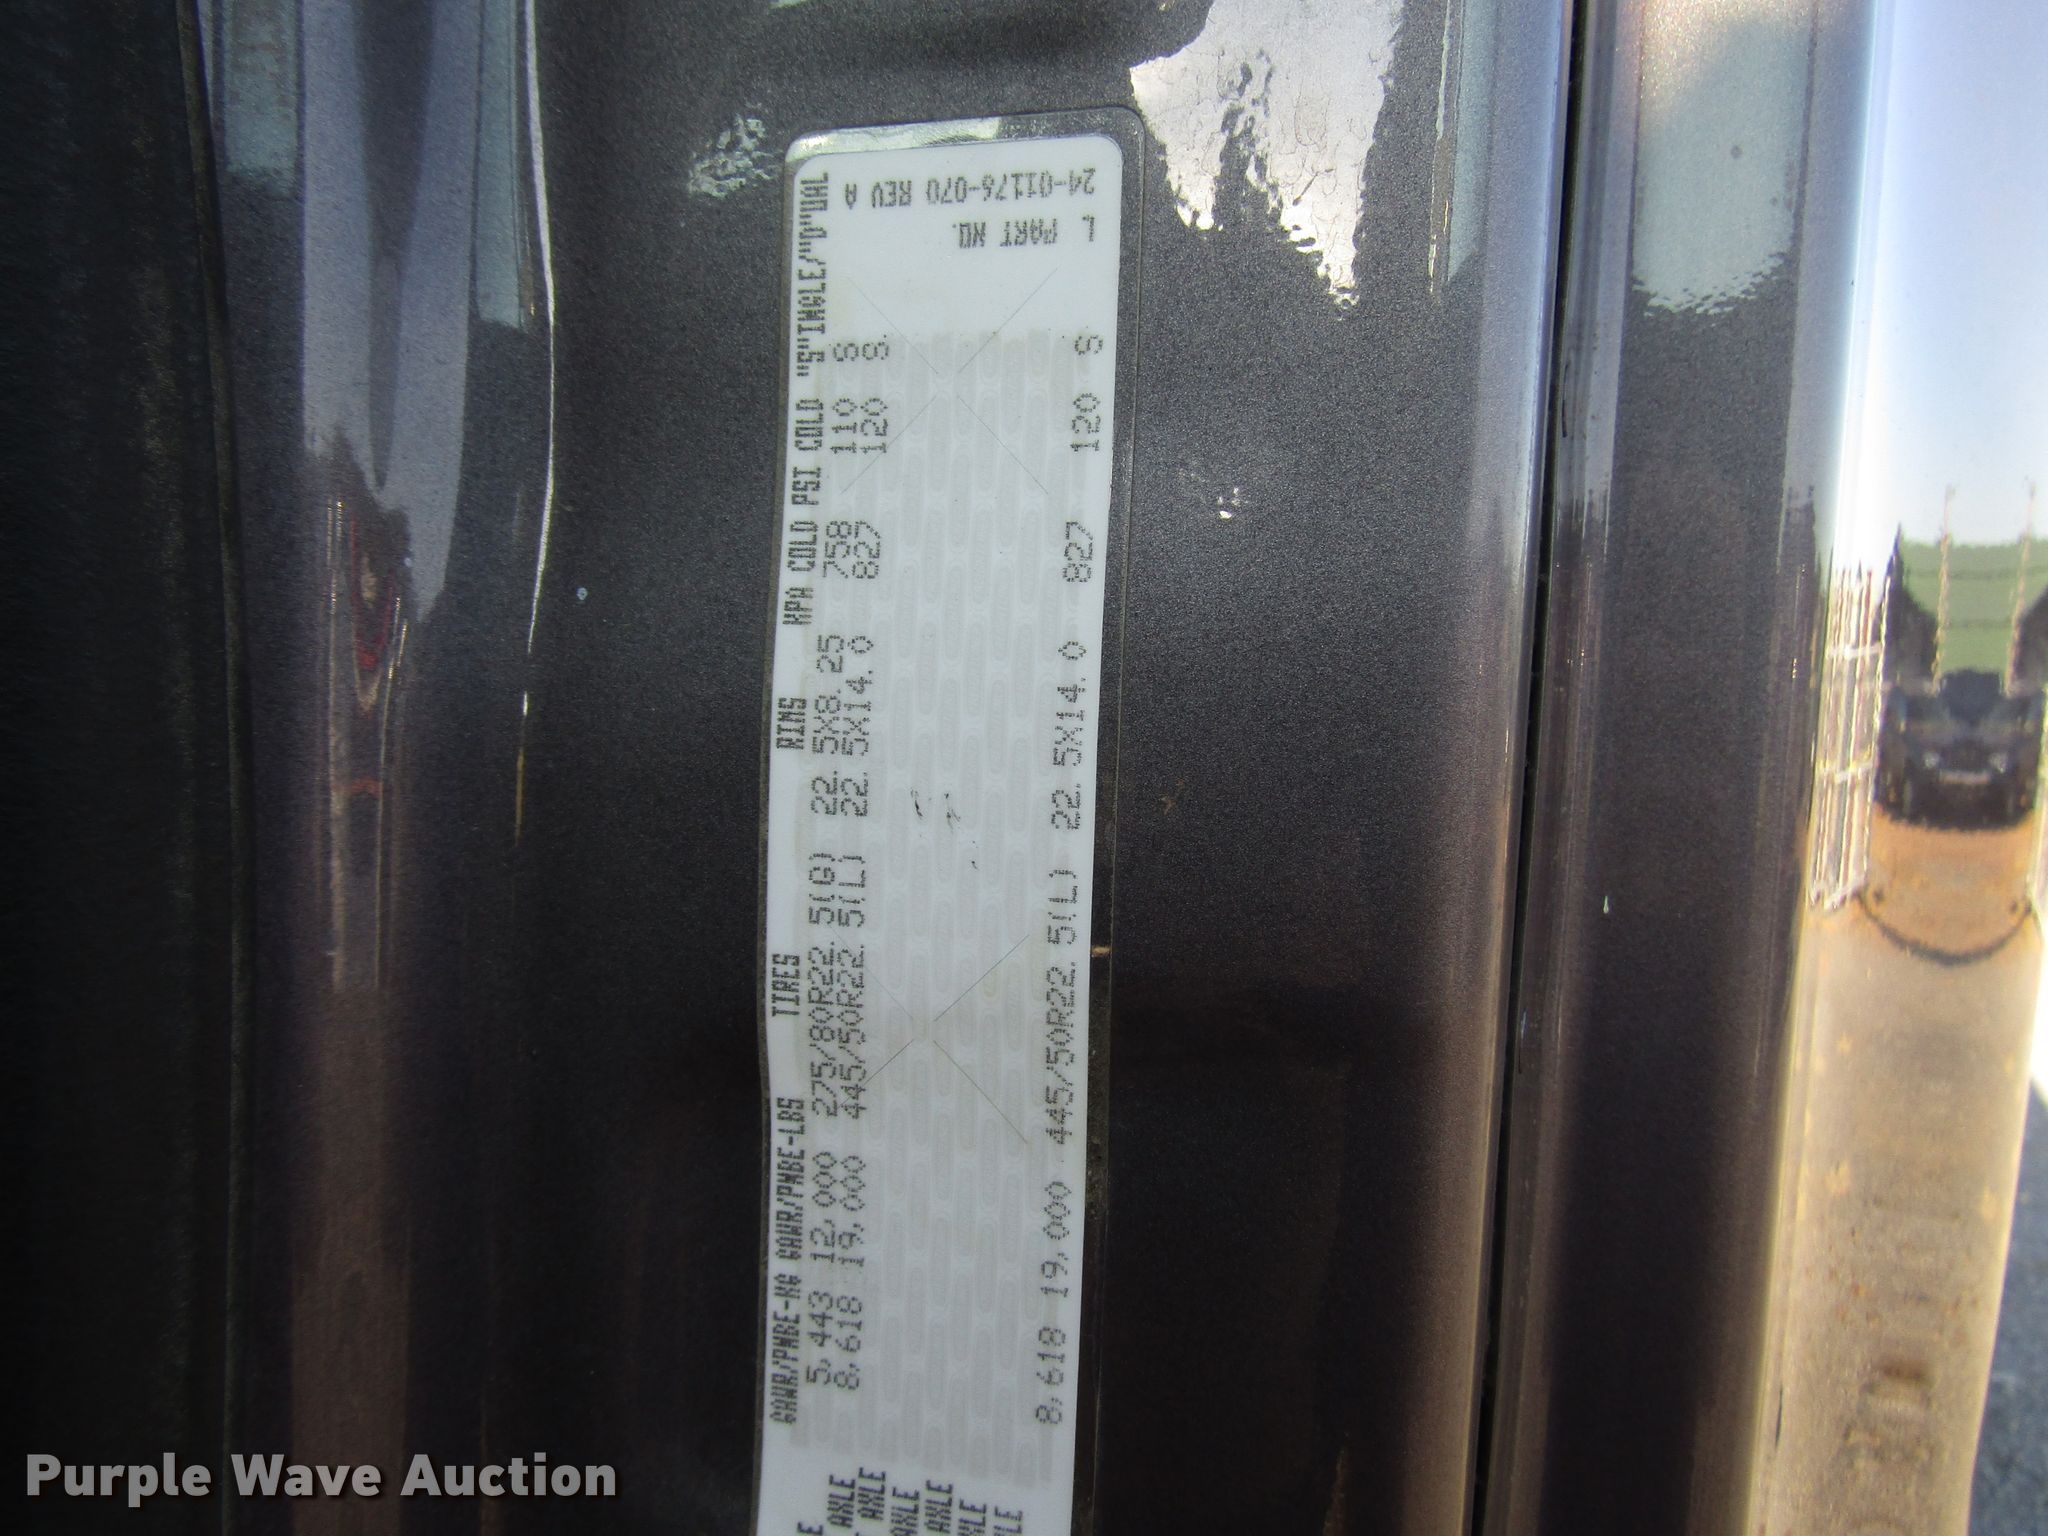 GAWR/PNBE-KG GAWR/PNBE-LBS TIRES RIMS KPA COLD PSI COLD "S"INGLE/"D"UAL
5,443 12,000 275/80R22.5(G) 22.5X8.25 758 110 S
8,618 19,000 445/50R22.5(L) 22.5X14.0 827 120 S
8,618 19,000 445/50R22.5(L) 22.5X14.0 827 120 S
AXLE
AXLE
AXLE
AXLE
PART NO.
24-01176-070 REV A
Purple Wave Auction